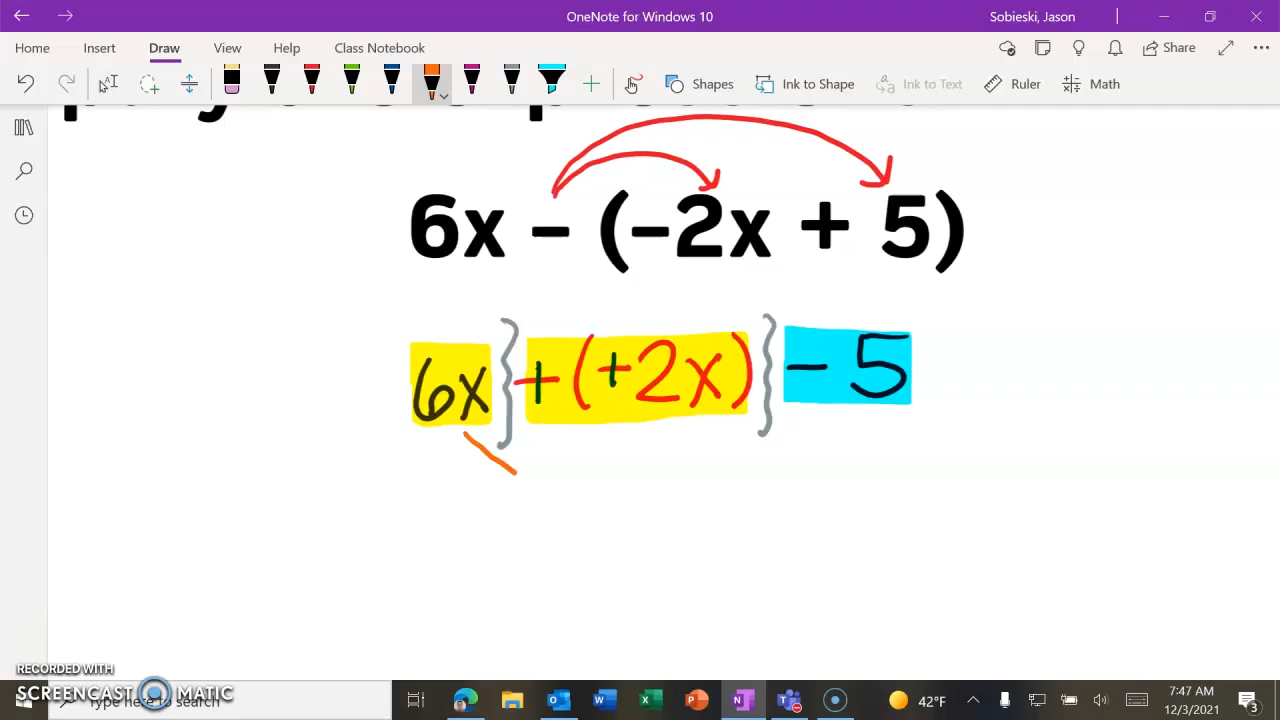 OneNote for Windows 10
Sobieski, Jason
Home Insert Draw View Help Class Notebook Share
Shapes Ink to Shape Ink to Text Ruler Math
6x – (–2x + 5)
6x } + (+2x) } – 5
RECORDED WITH
SCREENCAST MATIC
Type here to search
42°F
7:47 AM
12/3/2021
3